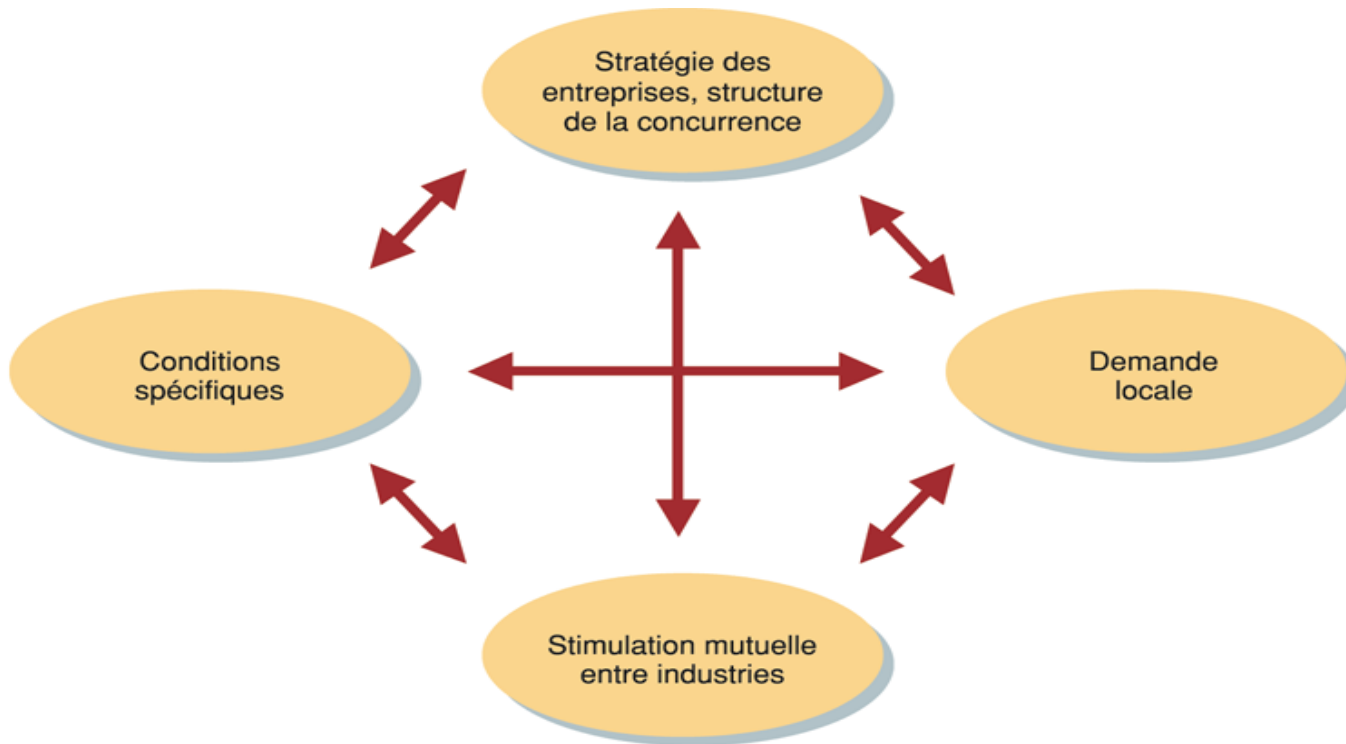 Stratégie des
entreprises, structure
de la concurrence
Conditions
spécifiques
Demande
locale
Stimulation mutuelle
entre industries